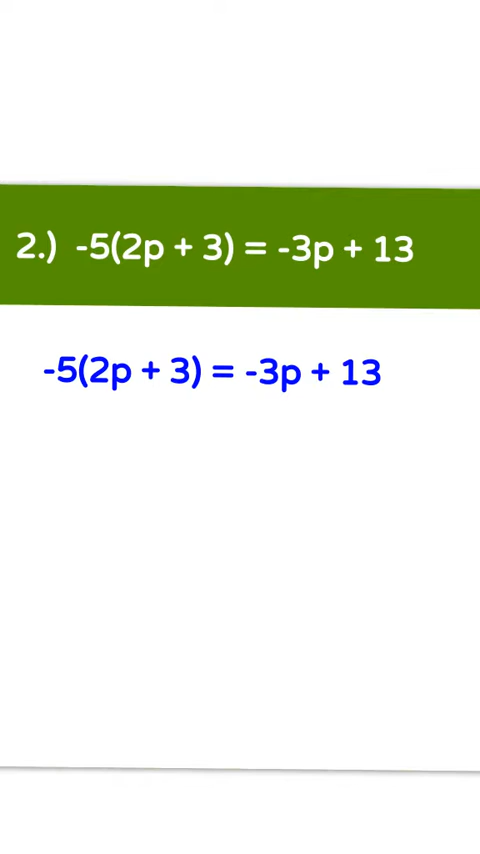 2.) -5(2p + 3) = -3p + 13
-5(2p + 3) = -3p + 13